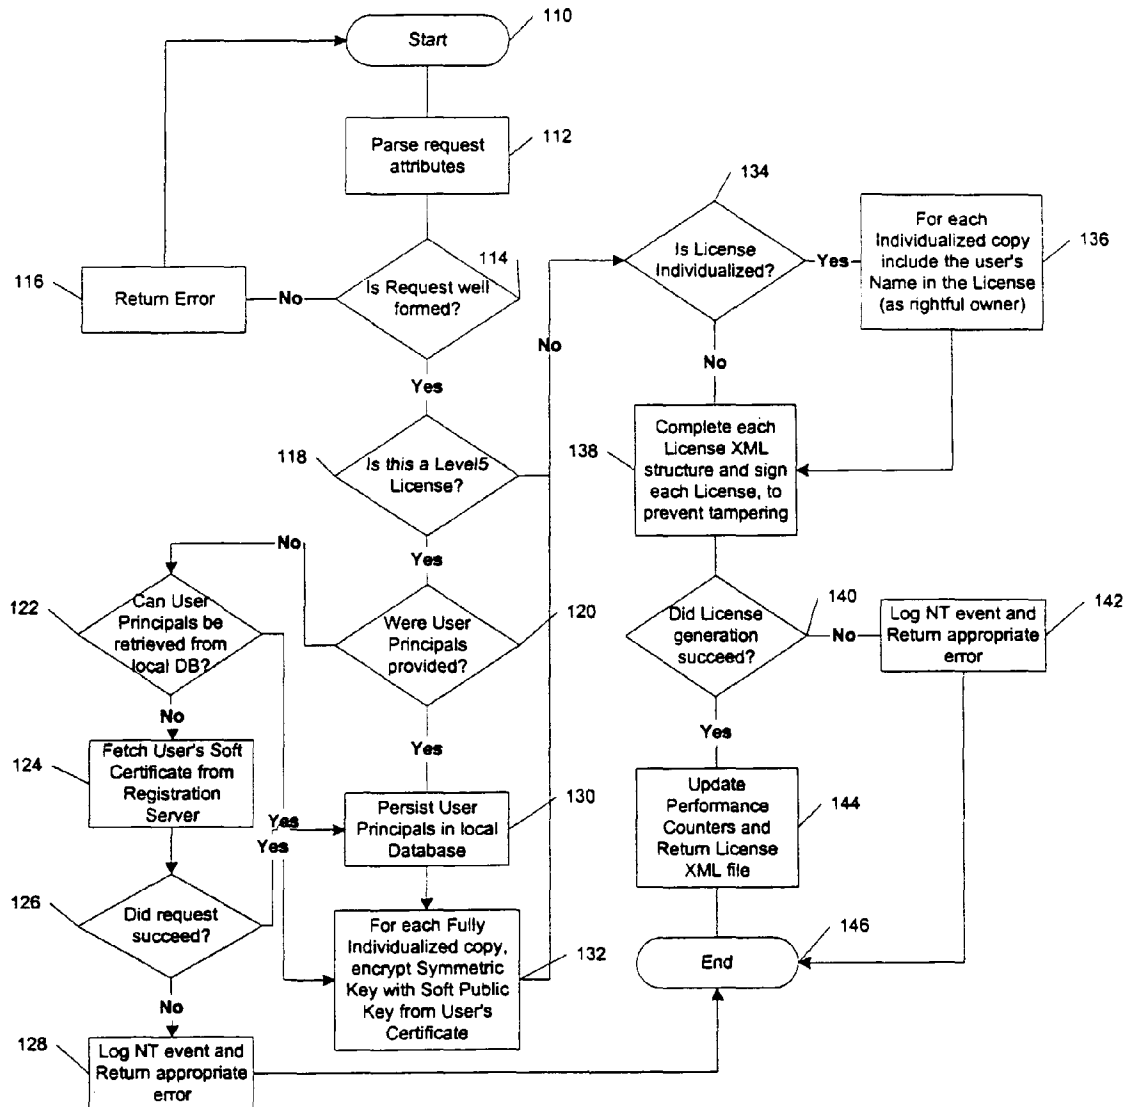 Start
110
Parse request
attributes
112
Is Request well
formed?
114
No
Return Error
116
Yes
Is this a Level5
License?
118
No
Yes
Were User
Principals
provided?
120
No
Can User
Principals be
retrieved from
local DB?
122
No
Fetch User's Soft
Certificate from
Registration
Server
124
Yes
Yes
Did request
succeed?
126
No
Log NT event and
Return appropriate
error
128
Yes
Persist User
Principals in local
Database
130
For each Fully
Individualized copy,
encrypt Symmetric
Key with Soft Public
Key from User's
Certificate
132
Is License
Individualized?
134
Yes
For each
Individualized copy
include the user's
Name in the License
(as rightful owner)
136
No
Complete each
License XML
structure and sign
each License, to
prevent tampering
138
Did License
generation
succeed?
140
No
Log NT event and
Return appropriate
error
142
Yes
Update
Performance
Counters and
Return License
XML file
144
End
146